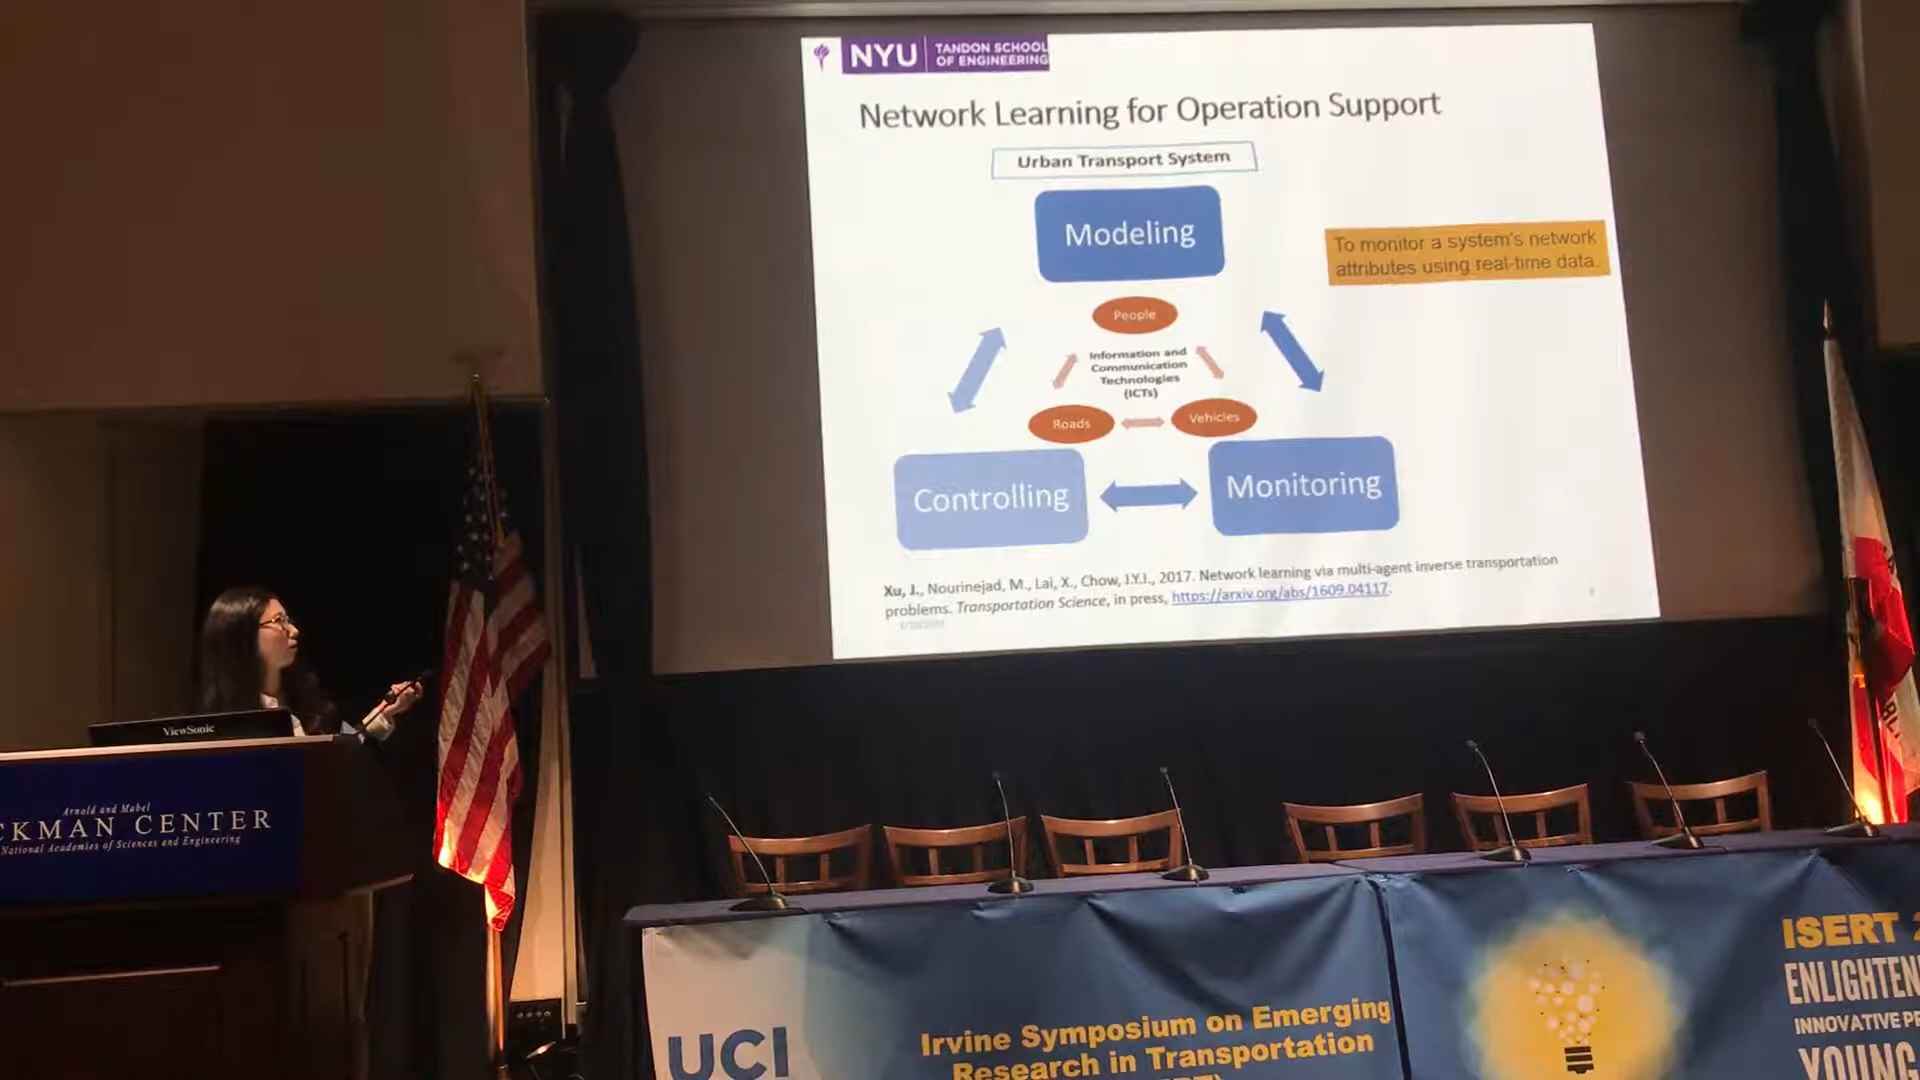 NYU
TANDON SCHOOL
OF ENGINEERING
Network Learning for Operation Support
Urban Transport System
Modeling
To monitor a system's network
attributes using real-time data.
People
Information and
Communication
Technologies
(ICTs)
Roads
Vehicles
Controlling
Monitoring
Xu, J., Nourinejad, M., Lai, X., Chow, J.Y.J., 2017. Network learning via multi-agent inverse transportation
problems. Transportation Science, in press, https://arxiv.org/abs/1609.04117.
ViewSonic
Arnold and Mabel
CKMAN CENTER
National Academies of Sciences and Engineering
UCI
Irvine Symposium on Emerging
Research in Transportation
ISERT 2
ENLIGHTEN
INNOVATIVE PR
YOUNG